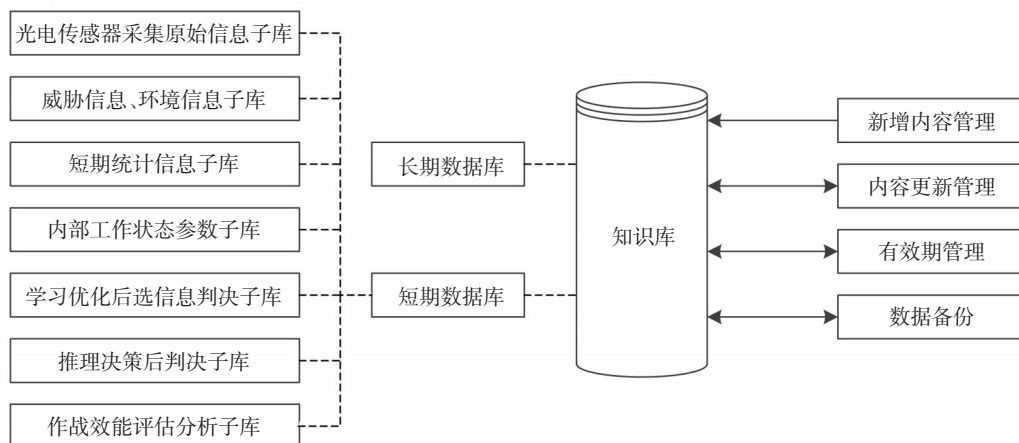 光电传感器采集原始信息子库
威胁信息、环境信息子库
短期统计信息子库
内部工作状态参数子库
学习优化后选信息判决子库
推理决策后判决子库
作战效能评估分析子库
长期数据库
短期数据库
知识库
新增内容管理
内容更新管理
有效期管理
数据备份